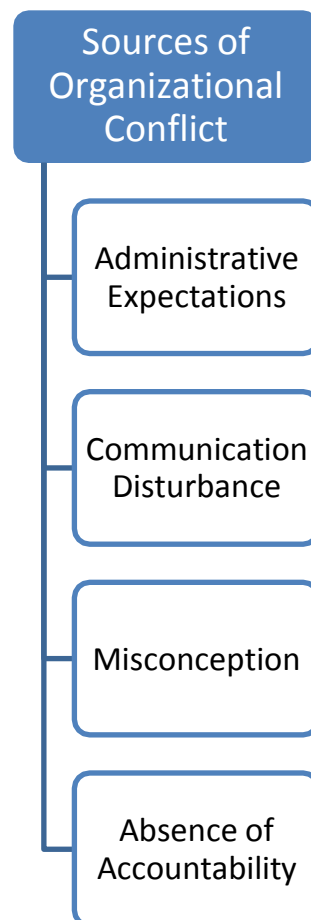 Sources of
Organizational
Conflict
Administrative
Expectations
Communication
Disturbance
Misconception
Absence of
Accountability